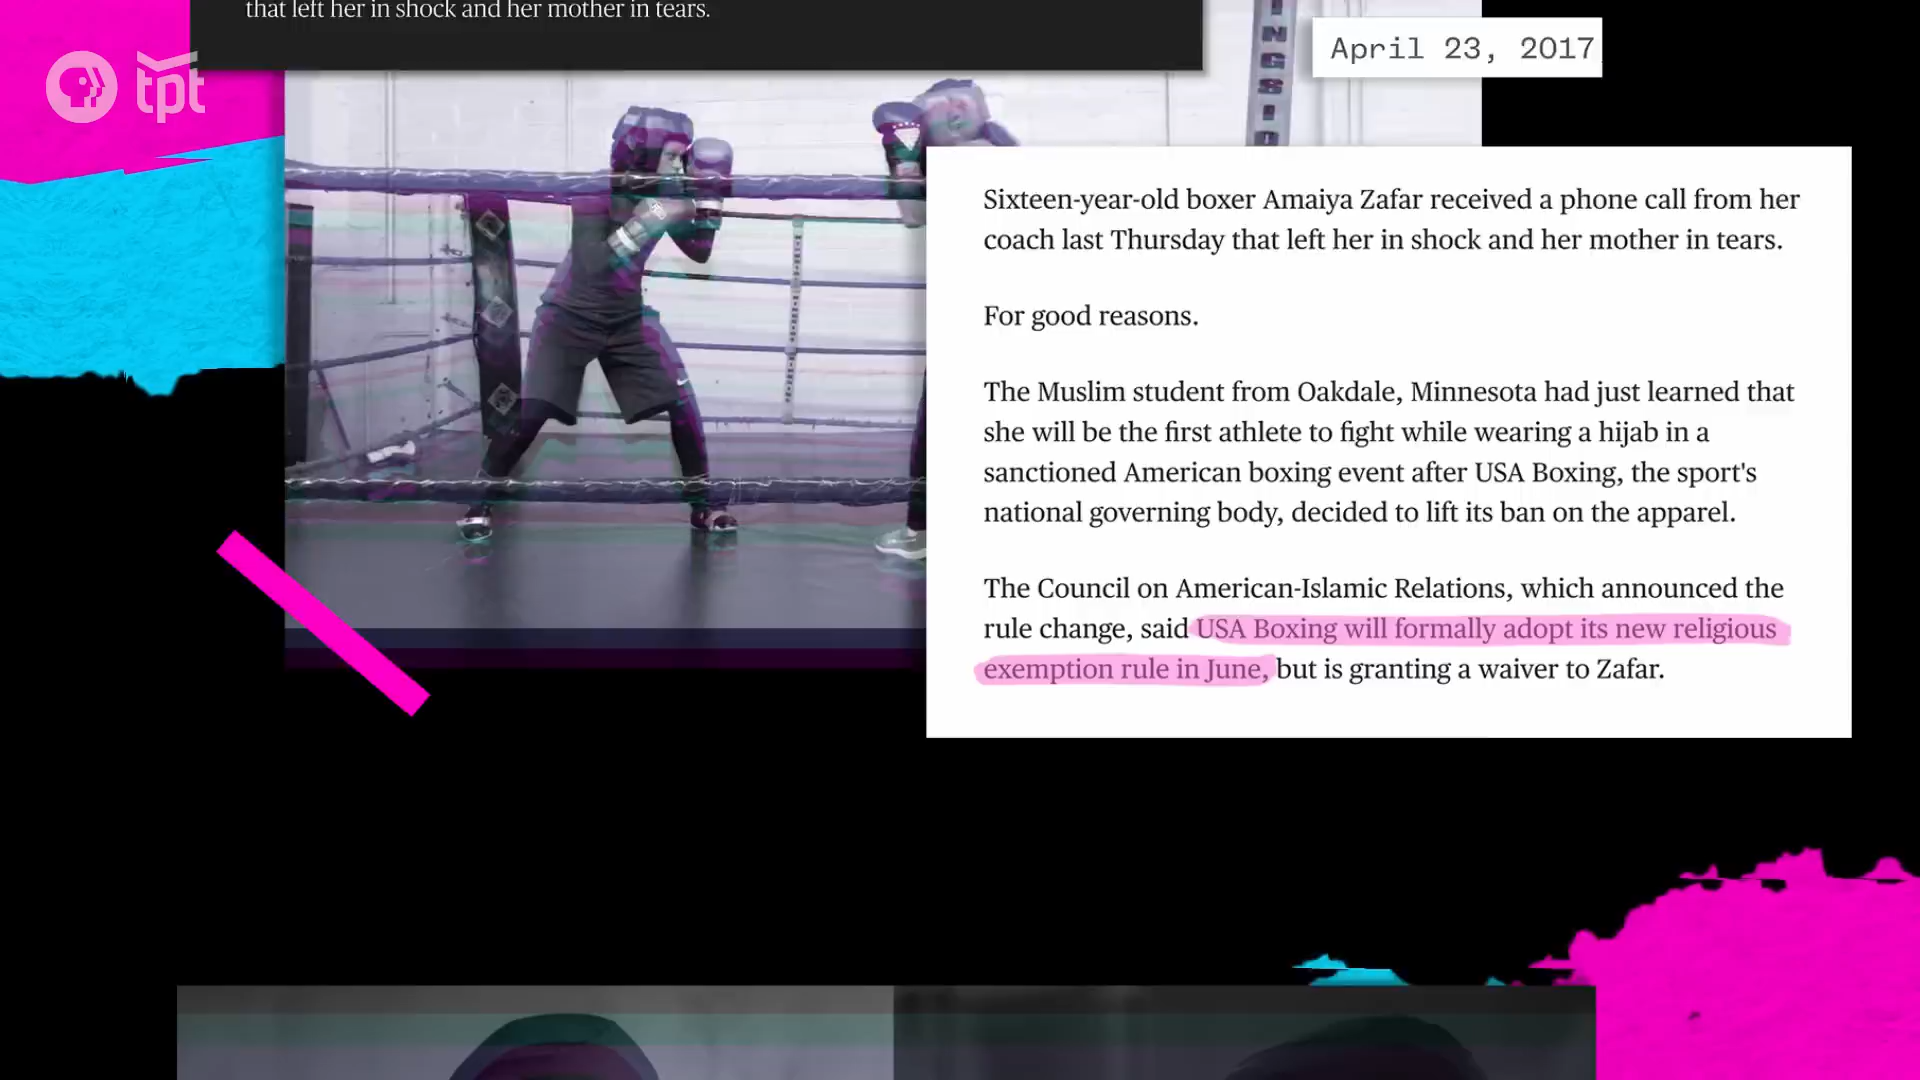 that left her in shock and her mother in tears.
April 23, 2017
tpt
Sixteen-year-old boxer Amaiya Zafar received a phone call from her
coach last Thursday that left her in shock and her mother in tears.
For good reasons.
The Muslim student from Oakdale, Minnesota had just learned that
she will be the first athlete to fight while wearing a hijab in a
sanctioned American boxing event after USA Boxing, the sport's
national governing body, decided to lift its ban on the apparel.
The Council on American-Islamic Relations, which announced the
rule change, said USA Boxing will formally adopt its new religious
exemption rule in June, but is granting a waiver to Zafar.